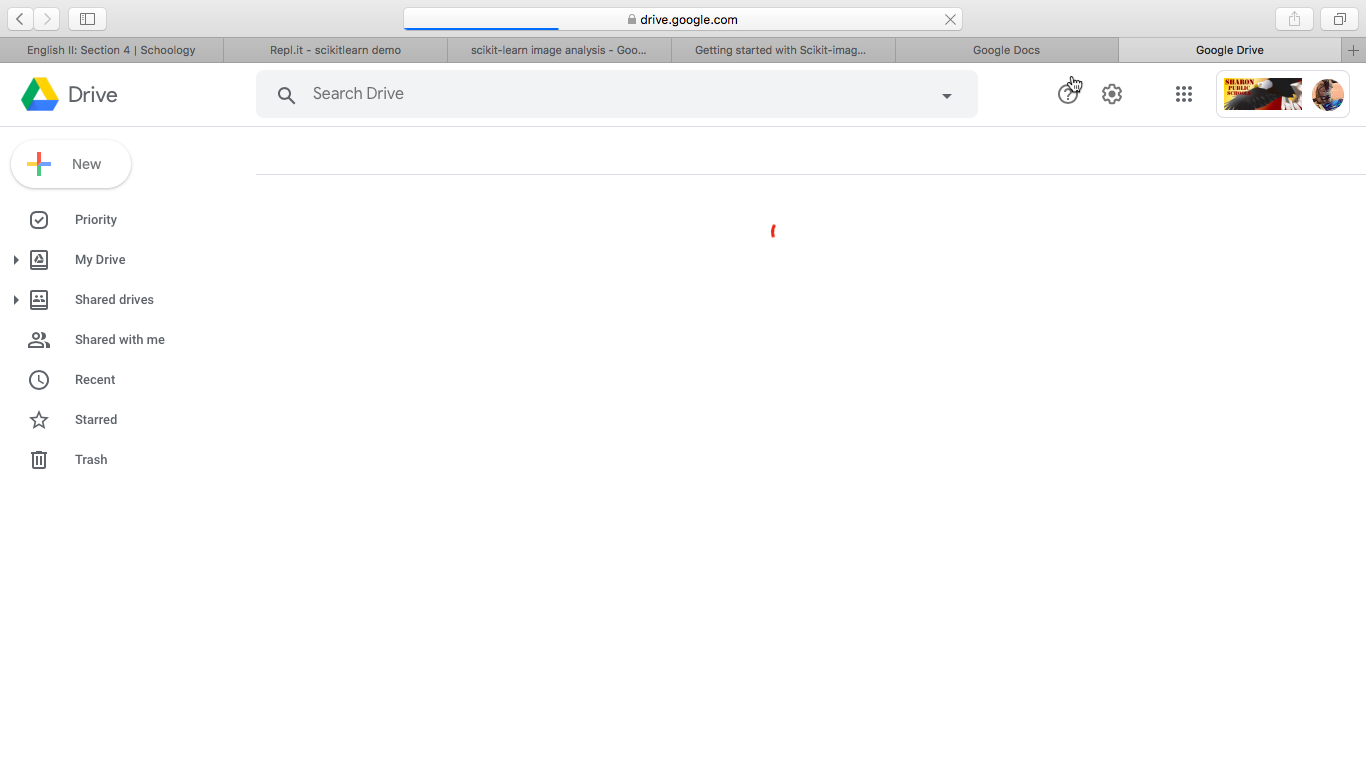 drive.google.com
English II: Section 4 | Schoology
Repl.it - scikitlearn demo
scikit-learn image analysis - Goo...
Getting started with Scikit-imag...
Google Docs
Google Drive
Drive
Search Drive
SHARON
PUBLIC
SCHOOLS
New
Priority
My Drive
Shared drives
Shared with me
Recent
Starred
Trash